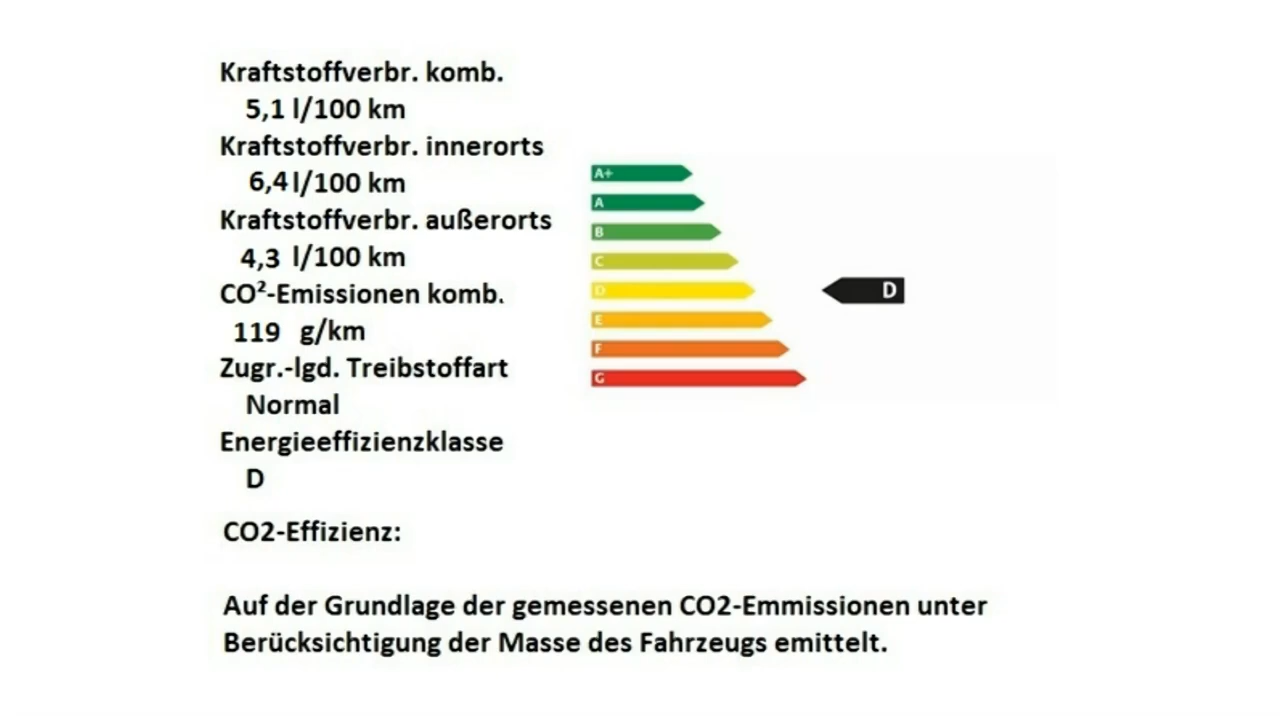 Kraftstoffverbr. komb.
5,1 l/100 km
Kraftstoffverbr. innerorts
6,4 l/100 km
Kraftstoffverbr. außerorts
4,3 l/100 km
CO²-Emissionen komb.
119 g/km
Zugr.-lgd. Treibstoffart
Normal
Energieeffizienzklasse
D
A+
A
B
C
D
E
F
G
D
CO2-Effizienz:
Auf der Grundlage der gemessenen CO2-Emmissionen unter
Berücksichtigung der Masse des Fahrzeugs emittelt.